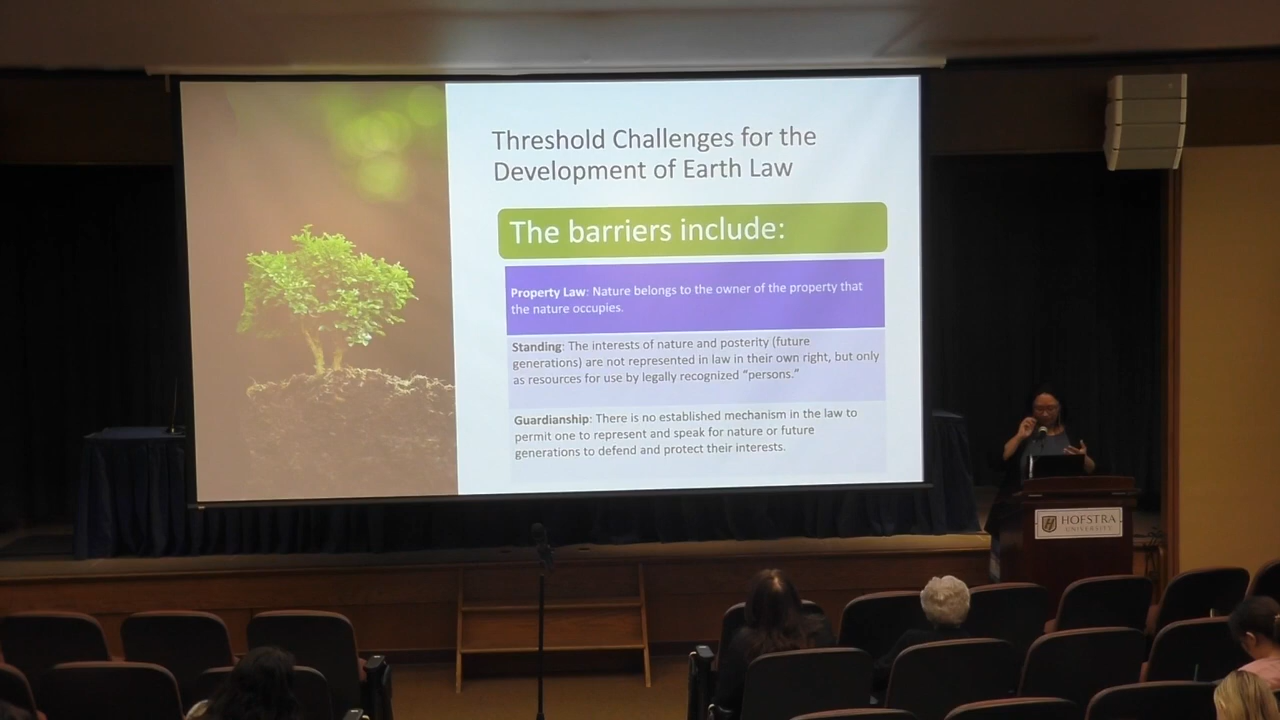 Threshold Challenges for the
Development of Earth Law
The barriers include:
Property Law: Nature belongs to the owner of the property that
the nature occupies.
Standing: The interests of nature and posterity (future
generations) are not represented in law in their own right, but only
as resources for use by legally recognized “persons.”
Guardianship: There is no established mechanism in the law to
permit one to represent and speak for nature or future
generations to defend and protect their interests.
HOFSTRA
UNIVERSITY